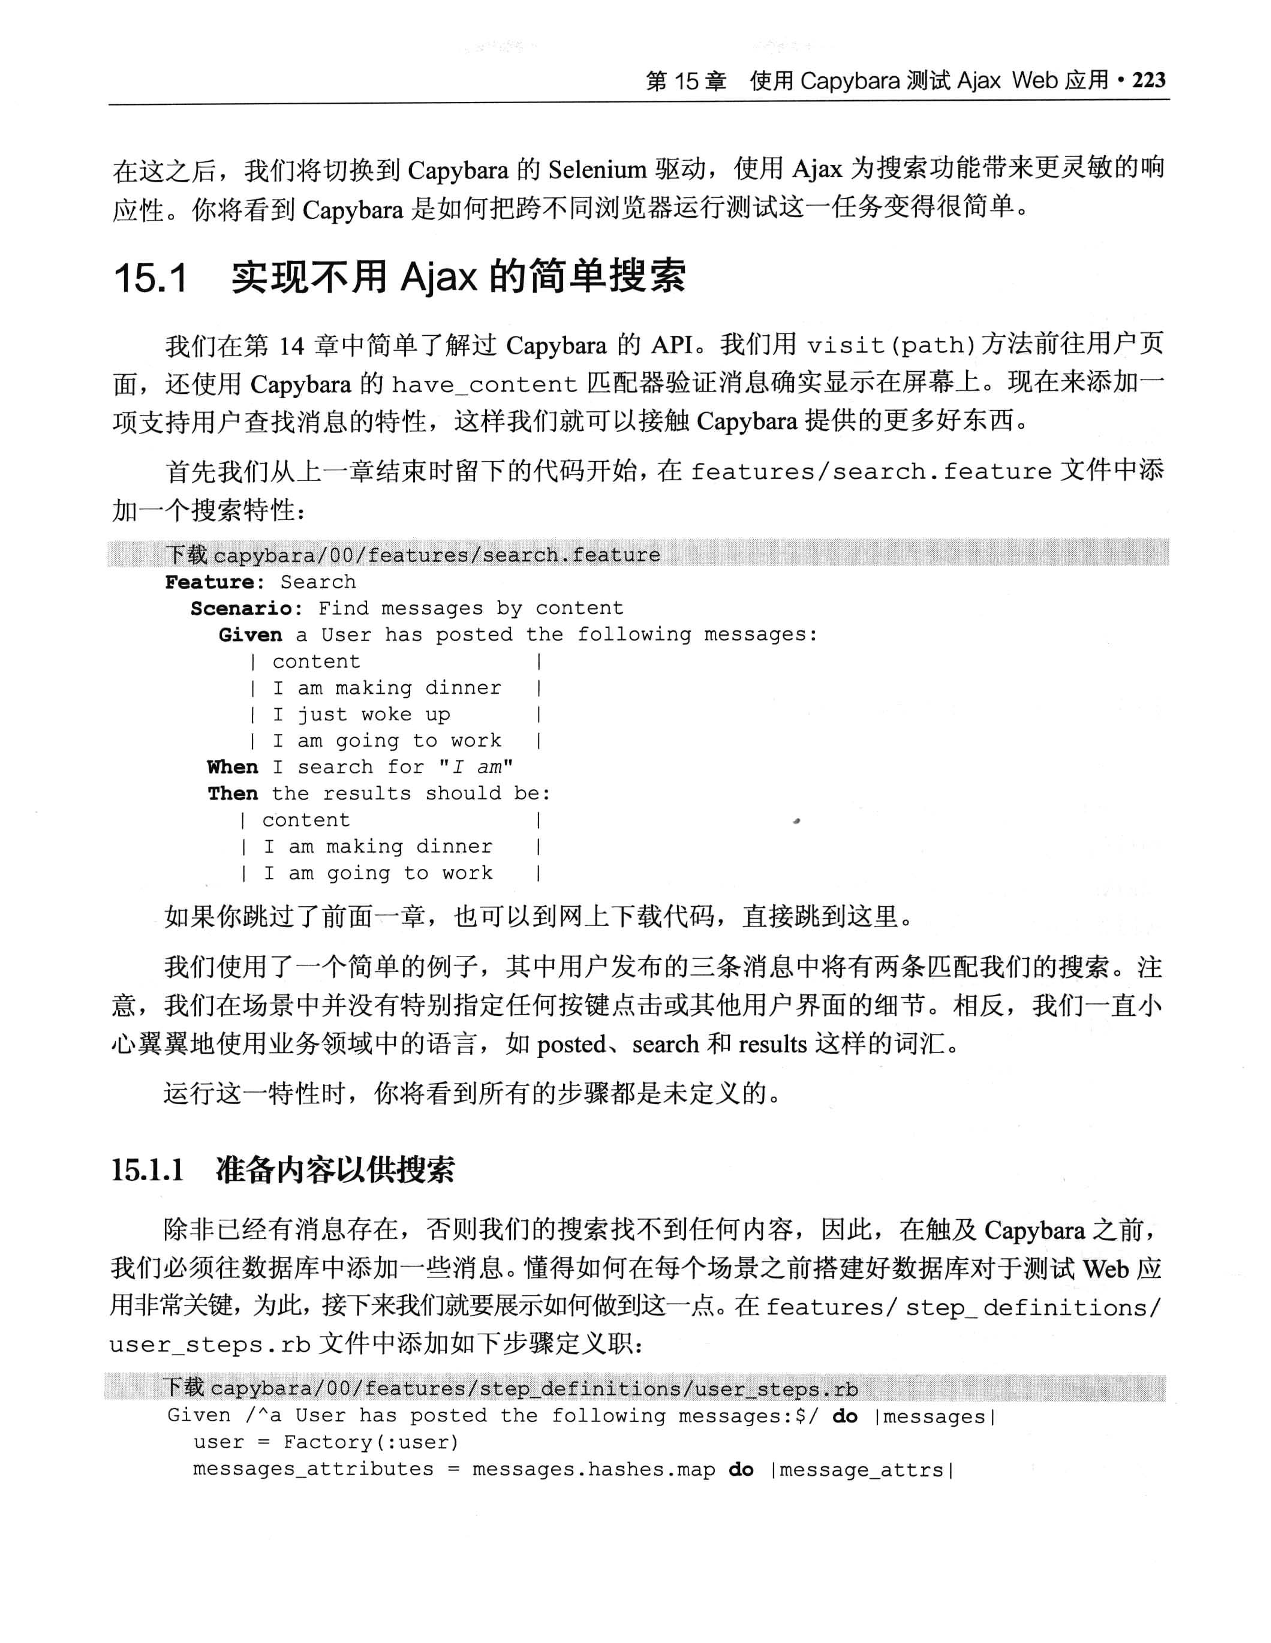 第 15 章　使用 Capybara 测试 Ajax Web 应用 • 223
在这之后，我们将切换到 Capybara 的 Selenium 驱动，使用 Ajax 为搜索功能带来更灵敏的响
应性。你将看到 Capybara 是如何把跨不同浏览器运行测试这一任务变得很简单。
15.1　实现不用 Ajax 的简单搜索
我们在第 14 章中简单了解过 Capybara 的 API。我们用 visit(path)方法前往用户页
面，还使用 Capybara 的 have_content 匹配器验证消息确实显示在屏幕上。现在来添加一
项支持用户查找消息的特性，这样我们就可以接触 Capybara 提供的更多好东西。
首先我们从上一章结束时留下的代码开始，在 features/search.feature 文件中添
加一个搜索特性：
下载 capybara/00/features/search.feature
Feature: Search
Scenario: Find messages by content
Given a User has posted the following messages:
| content |
| I am making dinner |
| I just woke up |
| I am going to work |
When I search for "I am"
Then the results should be:
| content |
| I am making dinner |
| I am going to work |
如果你跳过了前面一章，也可以到网上下载代码，直接跳到这里。
我们使用了一个简单的例子，其中用户发布的三条消息中将有两条匹配我们的搜索。注
意，我们在场景中并没有特别指定任何按键点击或其他用户界面的细节。相反，我们一直小
心翼翼地使用业务领域中的语言，如 posted、search 和 results 这样的词汇。
运行这一特性时，你将看到所有的步骤都是未定义的。
15.1.1　准备内容以供搜索
除非已经有消息存在，否则我们的搜索找不到任何内容，因此，在触及 Capybara 之前，
我们必须往数据库中添加一些消息。懂得如何在每个场景之前搭建好数据库对于测试 Web 应
用非常关键，为此，接下来我们就要展示如何做到这一点。在 features/ step_definitions/
user_steps.rb 文件中添加如下步骤定义职：
下载 capybara/00/features/step_definitions/user_steps.rb
Given /^a User has posted the following messages:$/ do |messages|
user = Factory(:user)
messages_attributes = messages.hashes.map do |message_attrs|